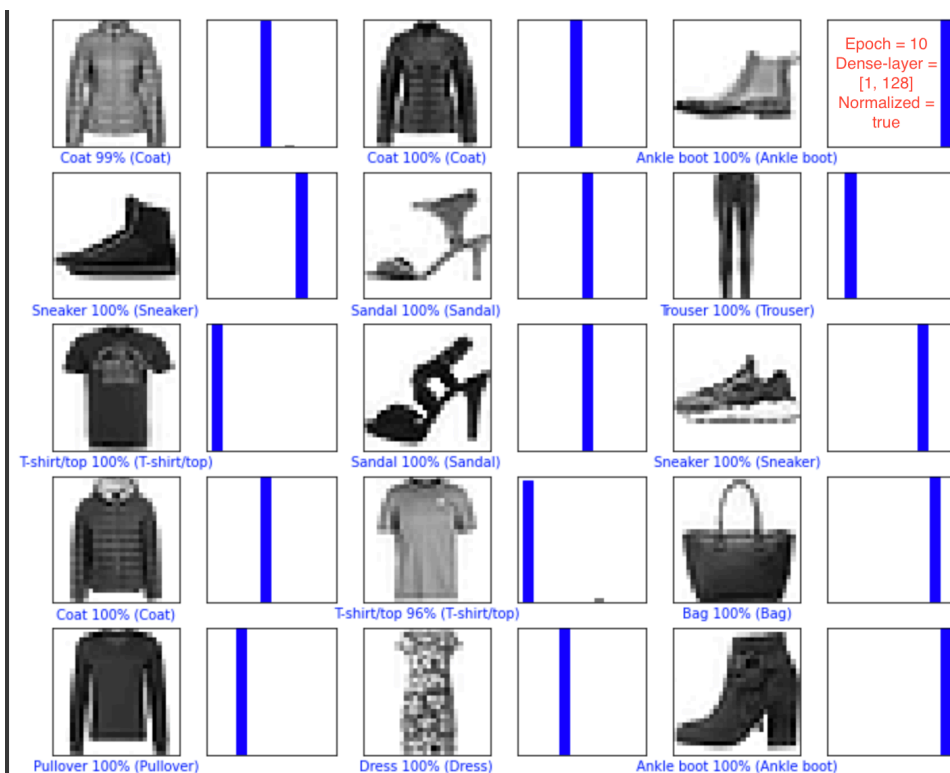 Epoch = 10
Dense-layer =
[1, 128]
Normalized =
true
Coat 99% (Coat)
Coat 100% (Coat)
Ankle boot 100% (Ankle boot)
Sneaker 100% (Sneaker)
Sandal 100% (Sandal)
Trouser 100% (Trouser)
T-shirt/top 100% (T-shirt/top)
Sandal 100% (Sandal)
Sneaker 100% (Sneaker)
Coat 100% (Coat)
T-shirt/top 96% (T-shirt/top)
Bag 100% (Bag)
Pullover 100% (Pullover)
Dress 100% (Dress)
Ankle boot 100% (Ankle boot)